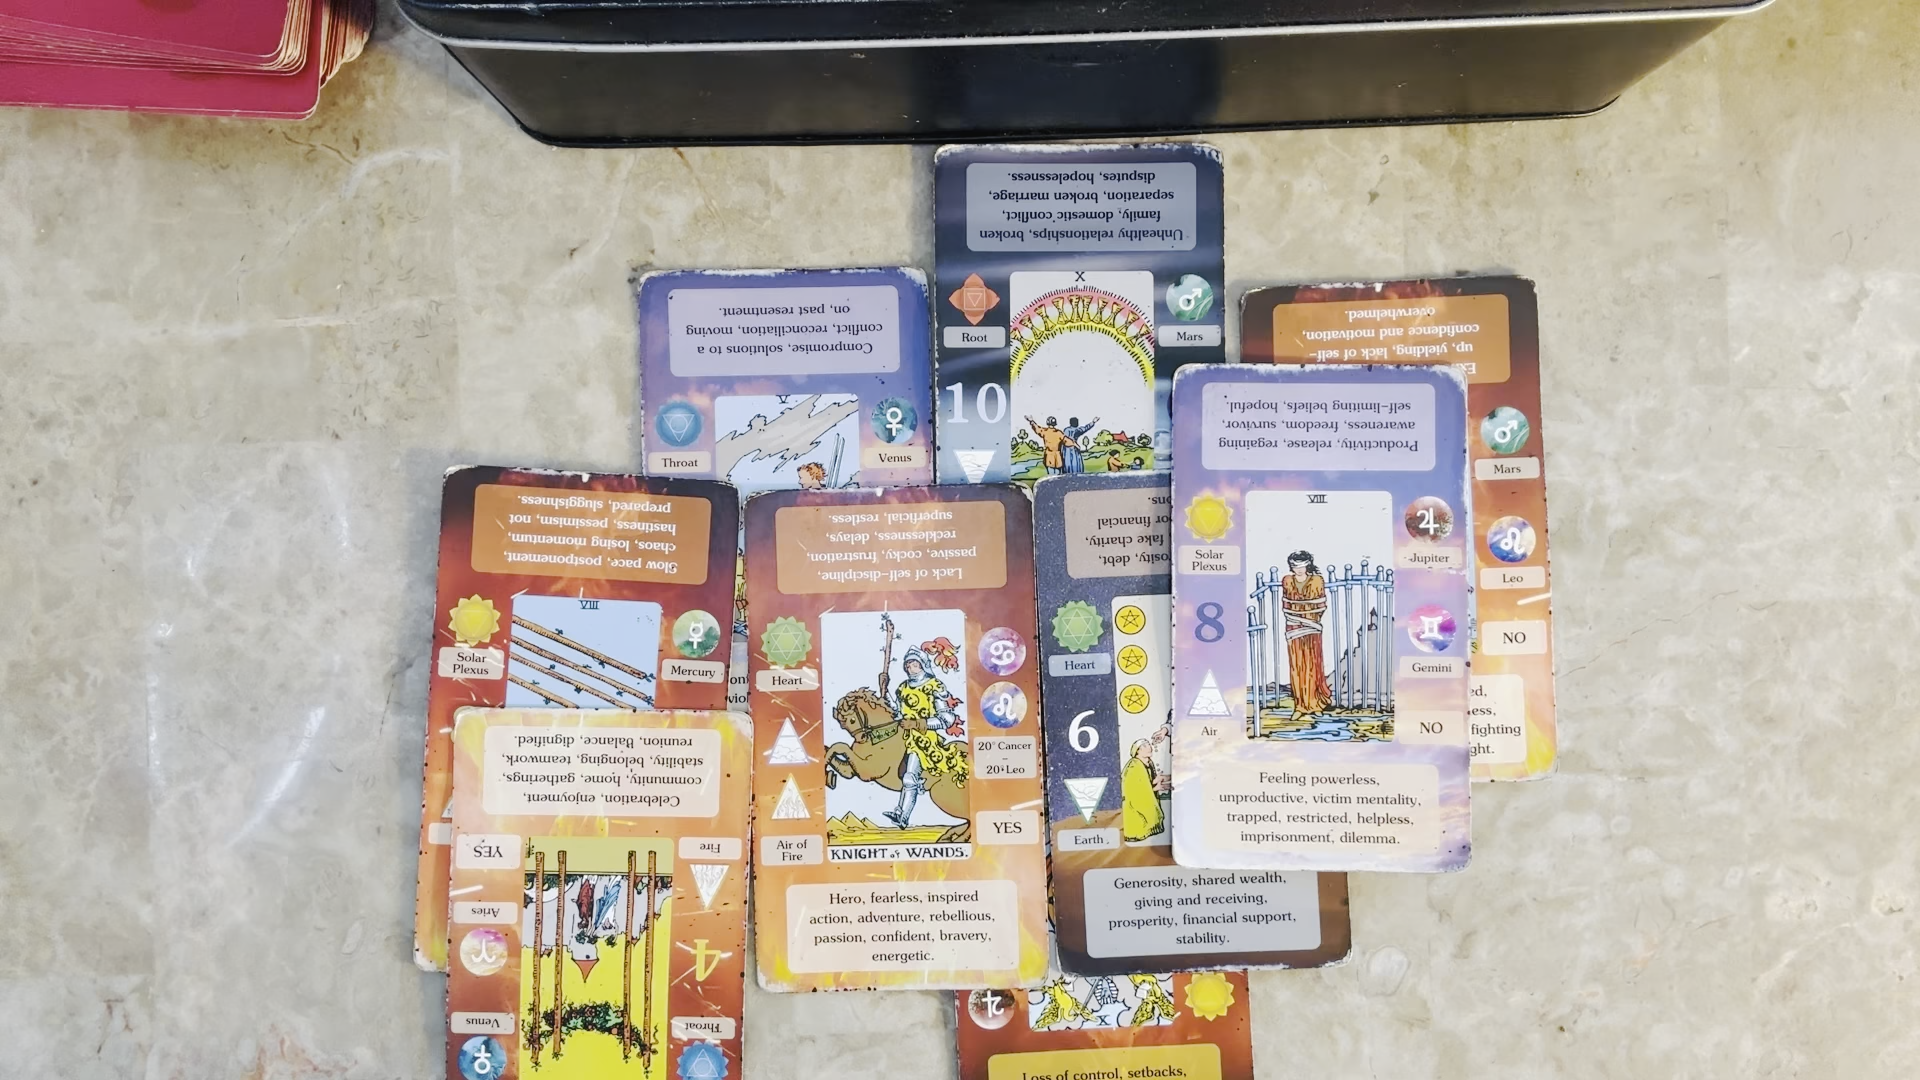 Unhealthy relationships, broken
family, domestic conflict,
separation, broken marriage,
disputes, hopelessness.
X
Root
Mars
10
Compromise, solutions to a
conflict, reconciliation, moving
on, past resentment.
V
Throat
Venus
up, yielding, lack of self-
confidence and motivation,
overwhelmed.
Mars
Leo
NO
fighting
Productivity, release, regaining
awareness, freedom, survivor,
self-limiting beliefs, hopeful.
VIII
Solar
Plexus
Jupiter
8
Gemini
Air
NO
Feeling powerless,
unproductive, victim mentality,
trapped, restricted, helpless,
imprisonment, dilemma.
Slow pace, postponement,
chaos, losing momentum,
hastiness, pessimism, not
prepared, sluggishness.
VIII
Solar
Plexus
Mercury
Lack of self-discipline,
passive, cocky, frustration,
recklessness, delays,
superficial, restless.
Heart
20° Cancer
–
20° Leo
Air of
Fire
YES
KNIGHT of WANDS.
Hero, fearless, inspired
action, adventure, rebellious,
passion, confident, bravery,
energetic.
debt,
fake charity,
financial
Heart
6
Earth
Generosity, shared wealth,
giving and receiving,
prosperity, financial support,
stability.
Celebration, enjoyment,
community, home, gatherings,
stability, belonging, teamwork,
reunion, Balance, dignified.
YES
Fire
Aries
4
Venus
Throat
X
Loss of control, setbacks,